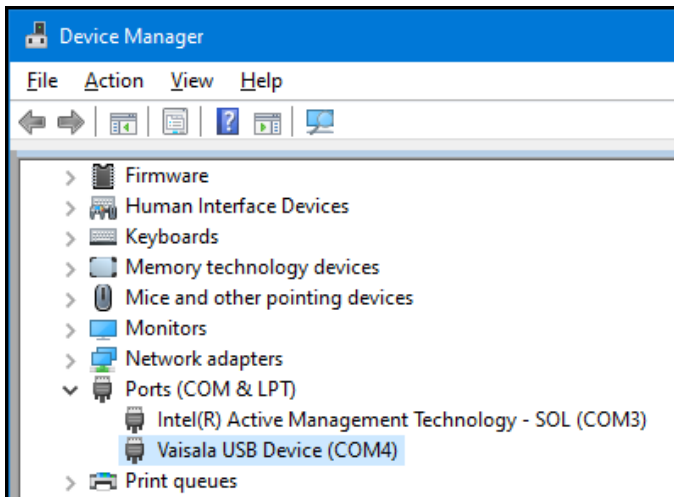 Device Manager
File Action View Help
?
Firmware
Human Interface Devices
Keyboards
Memory technology devices
Mice and other pointing devices
Monitors
Network adapters
Ports (COM & LPT)
Intel(R) Active Management Technology - SOL (COM3)
Vaisala USB Device (COM4)
Print queues